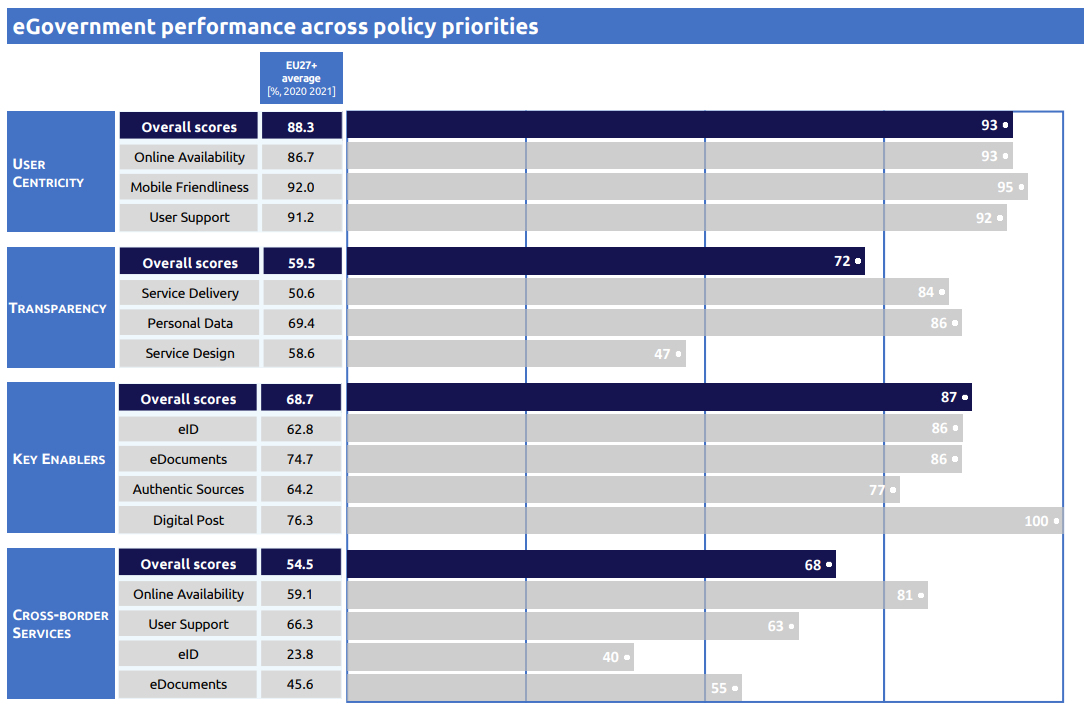 eGovernment performance across policy priorities
EU27+
average
[%, 2020 2021]
USER
CENTRICITY
Overall scores 88.3 93
Online Availability 86.7 93
Mobile Friendliness 92.0 95
User Support 91.2 92
TRANSPARENCY
Overall scores 59.5 72
Service Delivery 50.6 84
Personal Data 69.4 86
Service Design 58.6 47
KEY ENABLERS
Overall scores 68.7 87
eID 62.8 86
eDocuments 74.7 86
Authentic Sources 64.2 77
Digital Post 76.3 100
CROSS-BORDER
SERVICES
Overall scores 54.5 68
Online Availability 59.1 81
User Support 66.3 63
eID 23.8 40
eDocuments 45.6 55